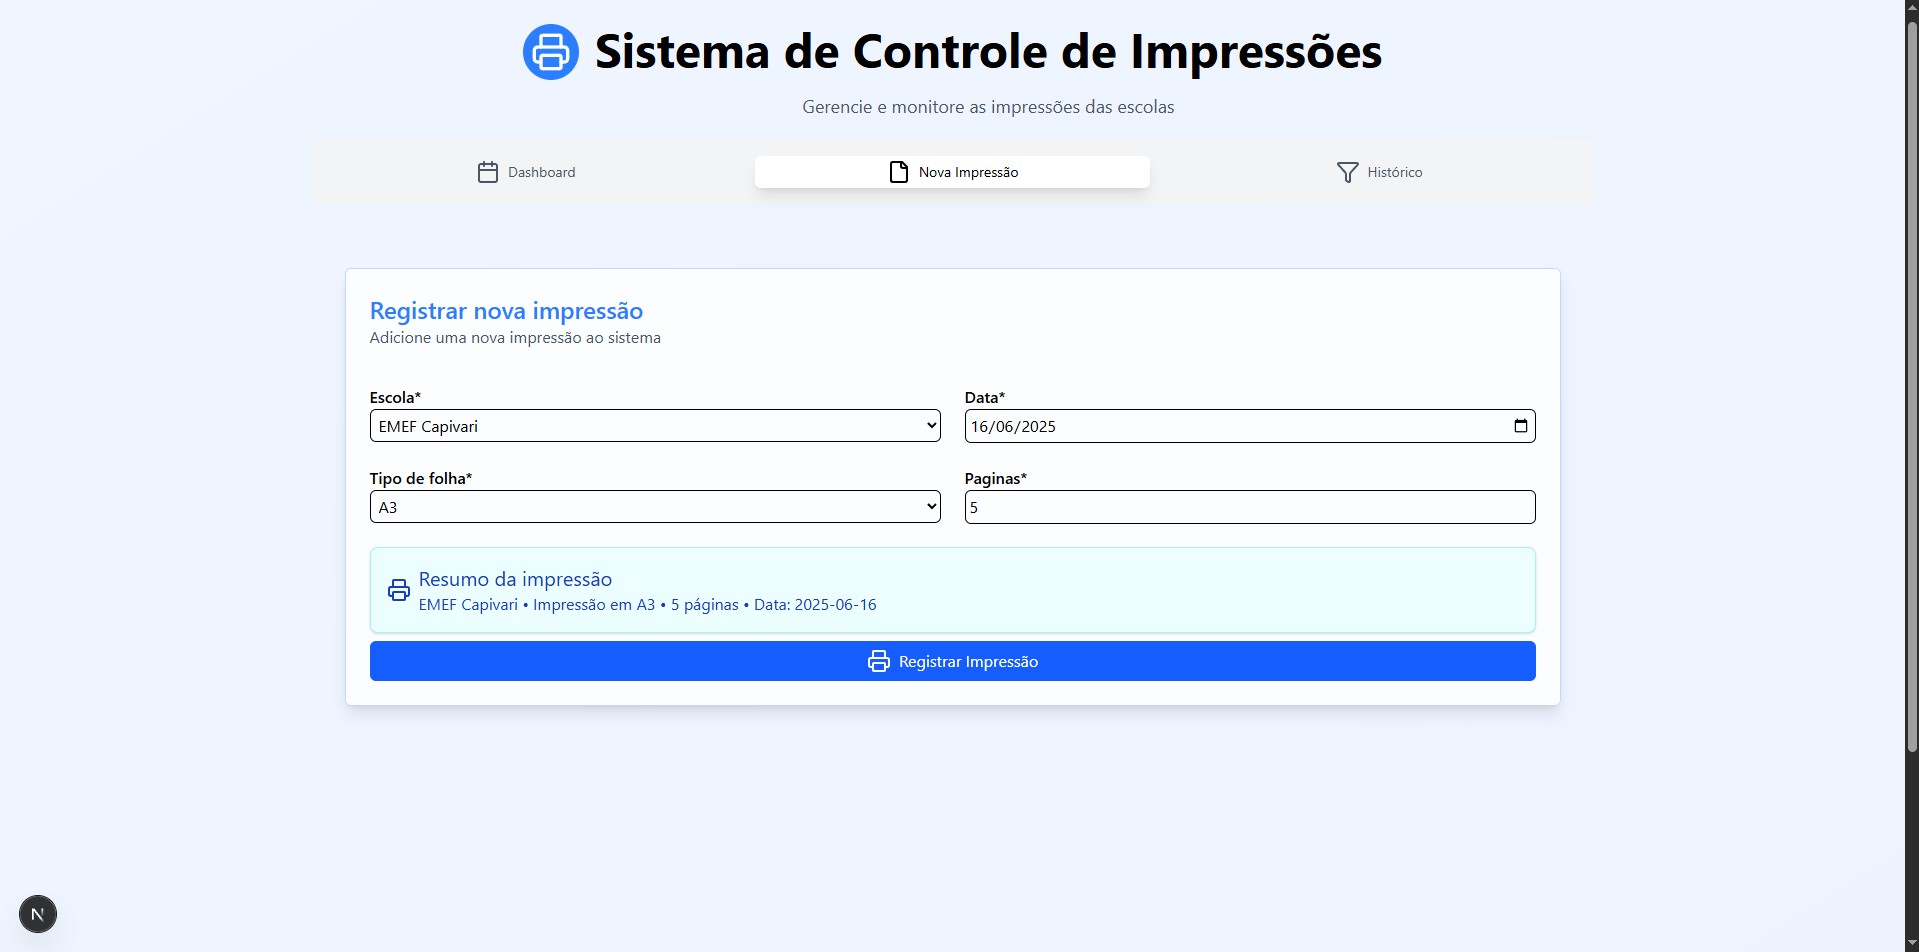 Sistema de Controle de Impressões
Gerencie e monitore as impressões das escolas
Dashboard
Nova Impressão
Histórico
Registrar nova impressão
Adicione uma nova impressão ao sistema
Escola*
Data*
EMEF Capivari
16/06/2025
Tipo de folha*
Paginas*
A3
5
Resumo da impressão
EMEF Capivari • Impressão em A3 • 5 páginas • Data: 2025-06-16
Registrar Impressão
N